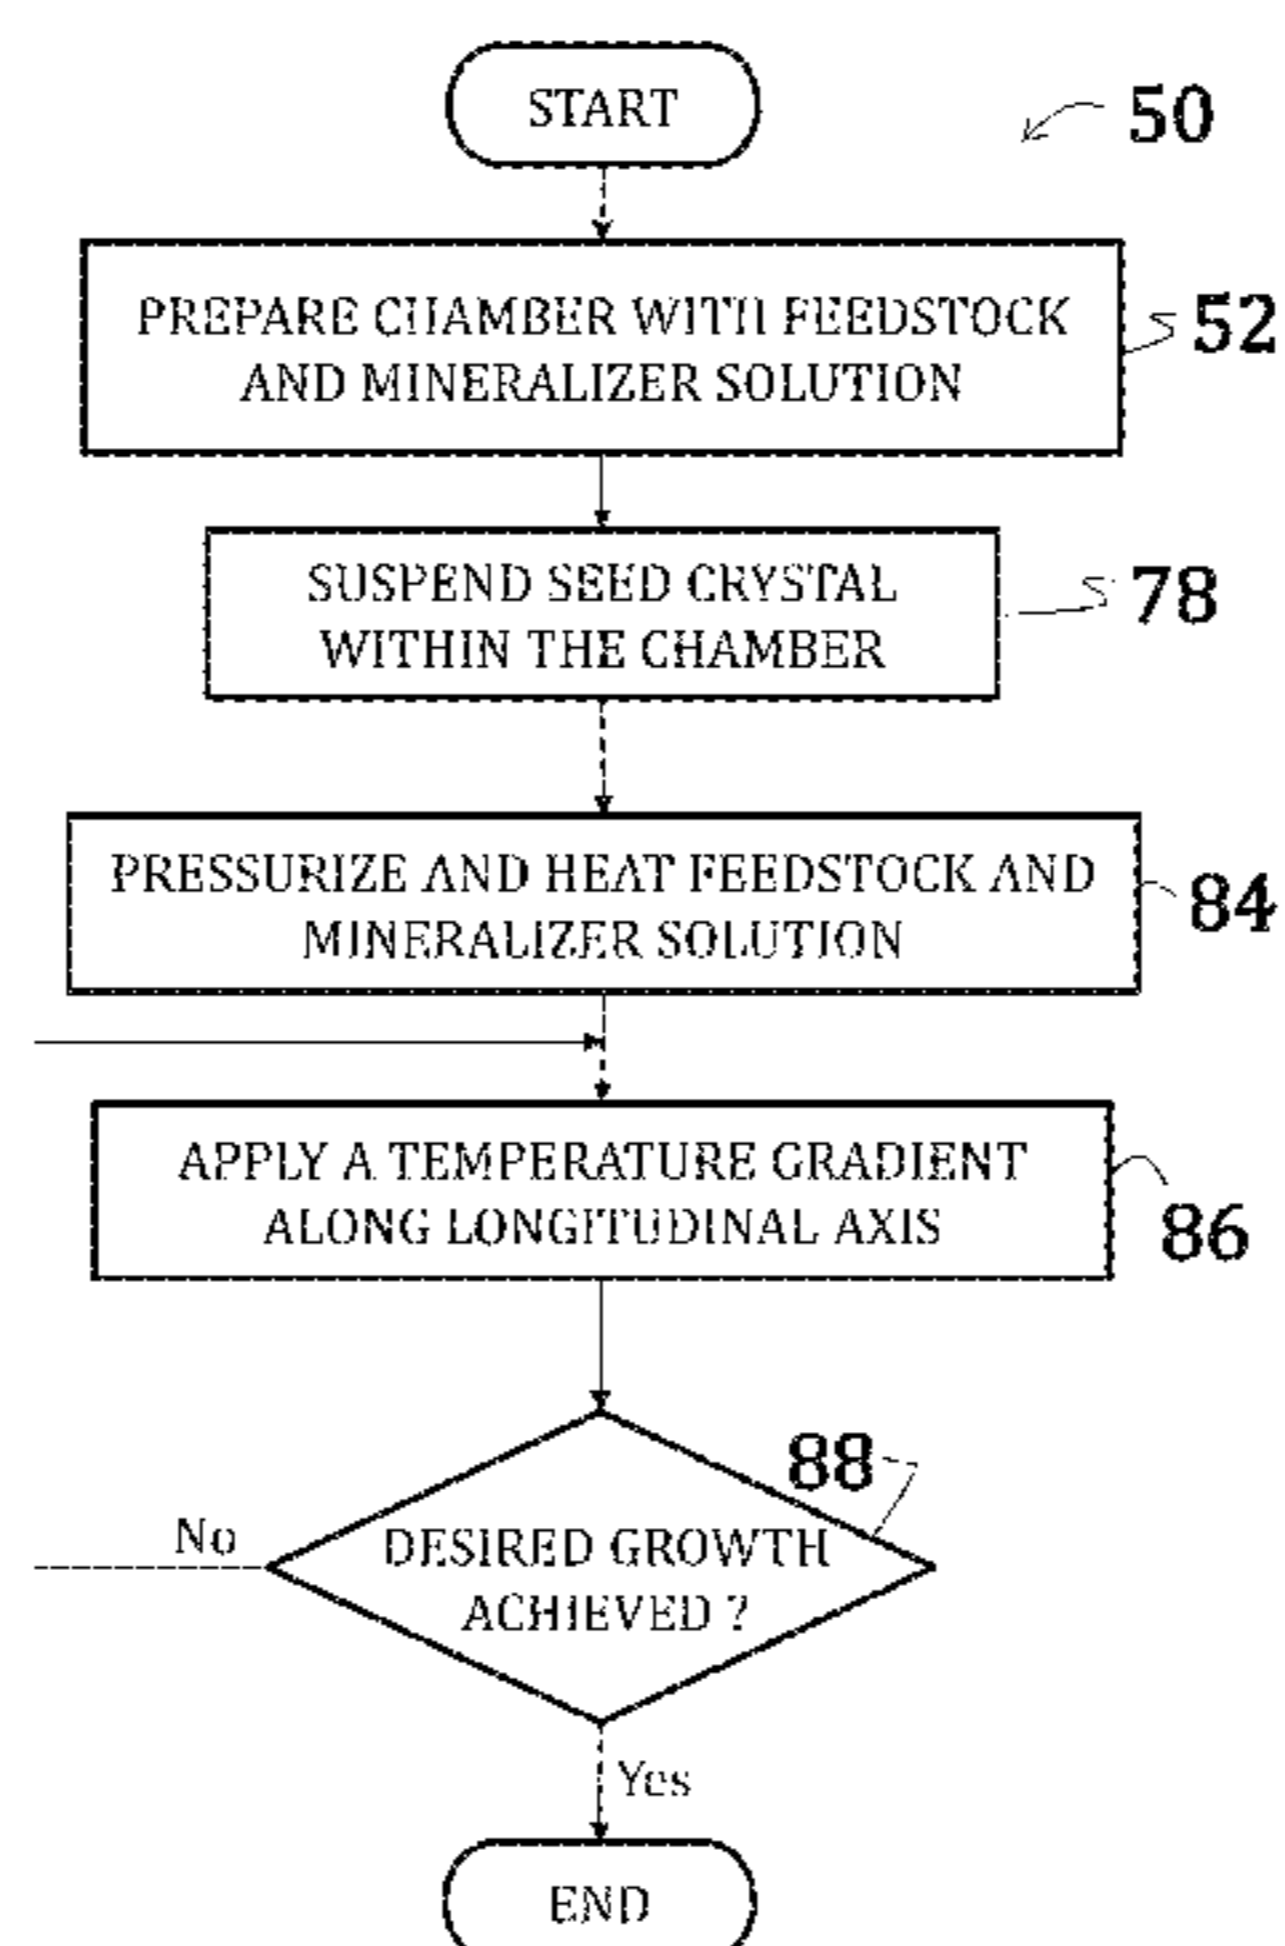 START
50
PREPARE CHAMBER WITH FEEDSTOCK
AND MINERALIZER SOLUTION
52
SUSPEND SEED CRYSTAL
WITHIN THE CHAMBER
78
PRESSURIZE AND HEAT FEEDSTOCK AND
MINERALIZER SOLUTION
84
APPLY A TEMPERATURE GRADIENT
ALONG LONGITUDINAL AXIS
86
88
No
DESIRED GROWTH
ACHIEVED ?
Yes
END